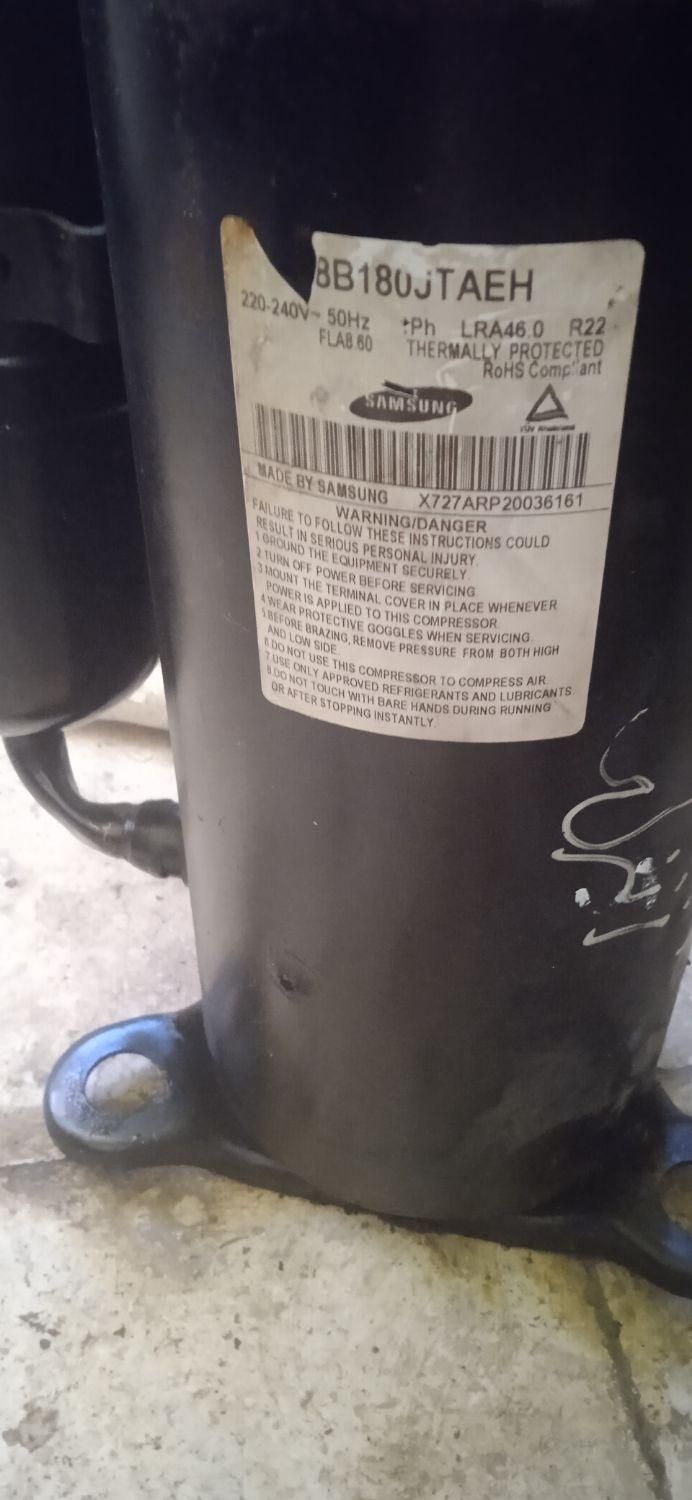 8B180JTAEH
220-240V~ 50Hz :Ph LRA46.0 R22
FLA8.60 THERMALLY PROTECTED
RoHS Compliant
SAMSUNG
MADE BY SAMSUNG X727ARP20036161
WARNING/DANGER
FAILURE TO FOLLOW THESE INSTRUCTIONS COULD
RESULT IN SERIOUS PERSONAL INJURY.
1 GROUND THE EQUIPMENT SECURELY.
2 TURN OFF POWER BEFORE SERVICING.
3 MOUNT THE TERMINAL COVER IN PLACE WHENEVER
POWER IS APPLIED TO THIS COMPRESSOR.
4 WEAR PROTECTIVE GOGGLES WHEN SERVICING.
5 BEFORE BRAZING, REMOVE PRESSURE FROM BOTH HIGH
AND LOW SIDE.
6 DO NOT USE THIS COMPRESSOR TO COMPRESS AIR.
7 USE ONLY APPROVED REFRIGERANTS AND LUBRICANTS.
8 DO NOT TOUCH WITH BARE HANDS DURING RUNNING
OR AFTER STOPPING INSTANTLY.